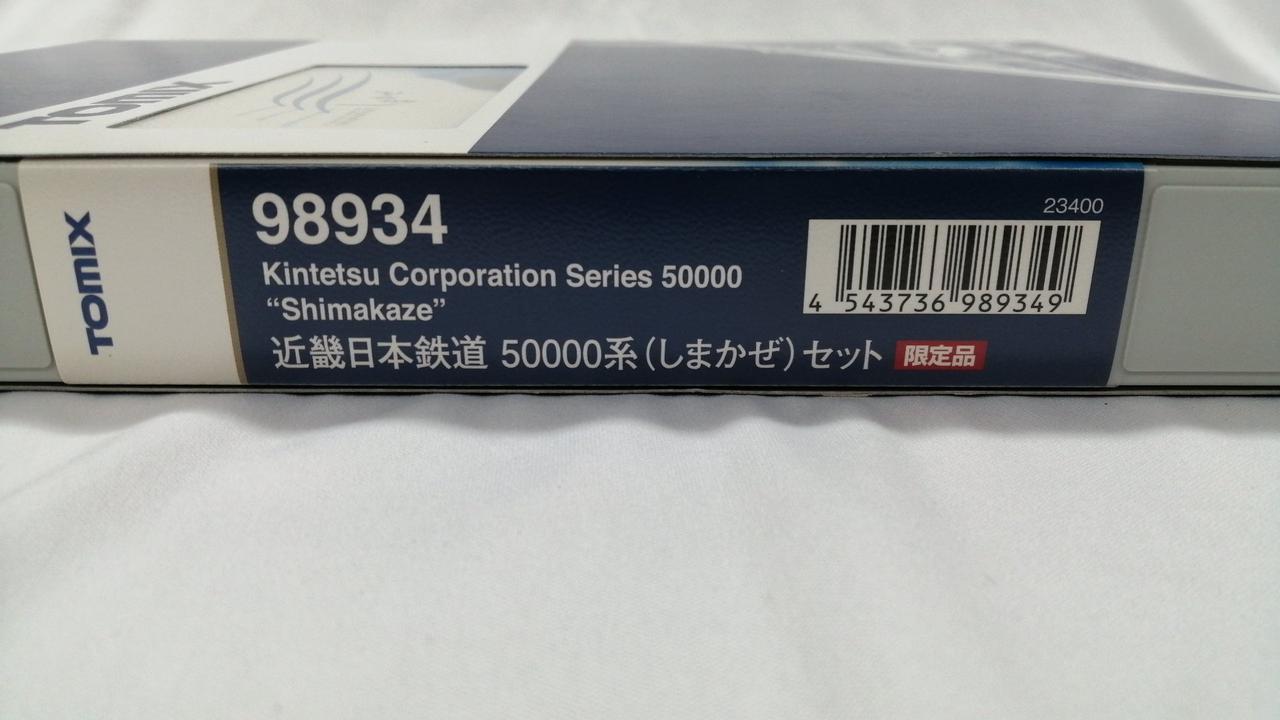 TOMIX
TOMIX
98934
Kintetsu Corporation Series 50000
“Shimakaze”
近畿日本鉄道 50000系(しまかぜ)セット 限定品
23400
4 543736 989349